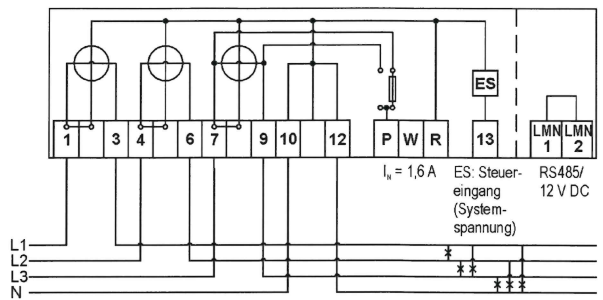 ES
1 3 4 6 7 9 10 12 P W R 13 LMN 1 LMN 2
I_N = 1,6 A
ES: Steuer-
eingang
(System-
spannung)
RS485/
12 V DC
L1
L2
L3
N